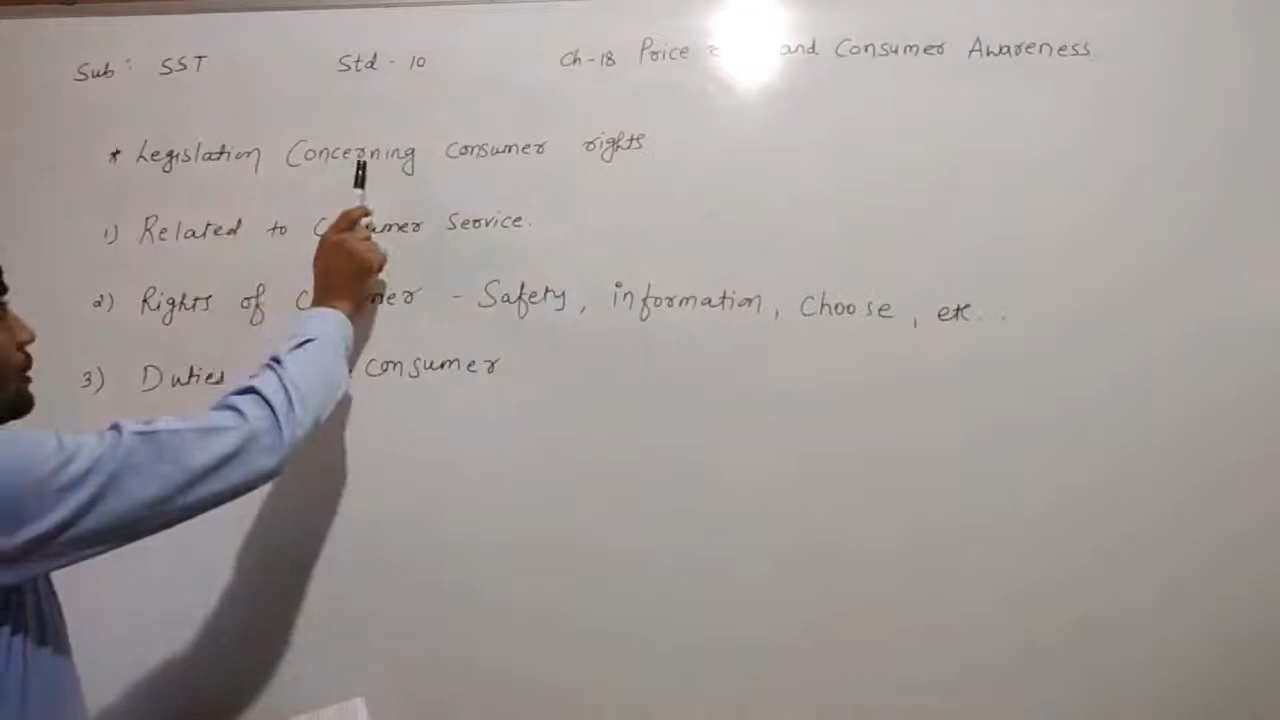 Sub: SST Std - 10 Ch-18 Price and Consumer Awareness
* Legislation Concerning consumer rights
1) Related to Service.
2) Rights of - Safety, information, Choose, etc...
3) Duties consumer